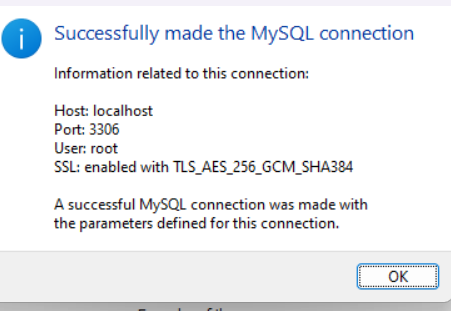 Successfully made the MySQL connection
Information related to this connection:
Host: localhost
Port: 3306
User: root
SSL: enabled with TLS_AES_256_GCM_SHA384
A successful MySQL connection was made with
the parameters defined for this connection.
OK